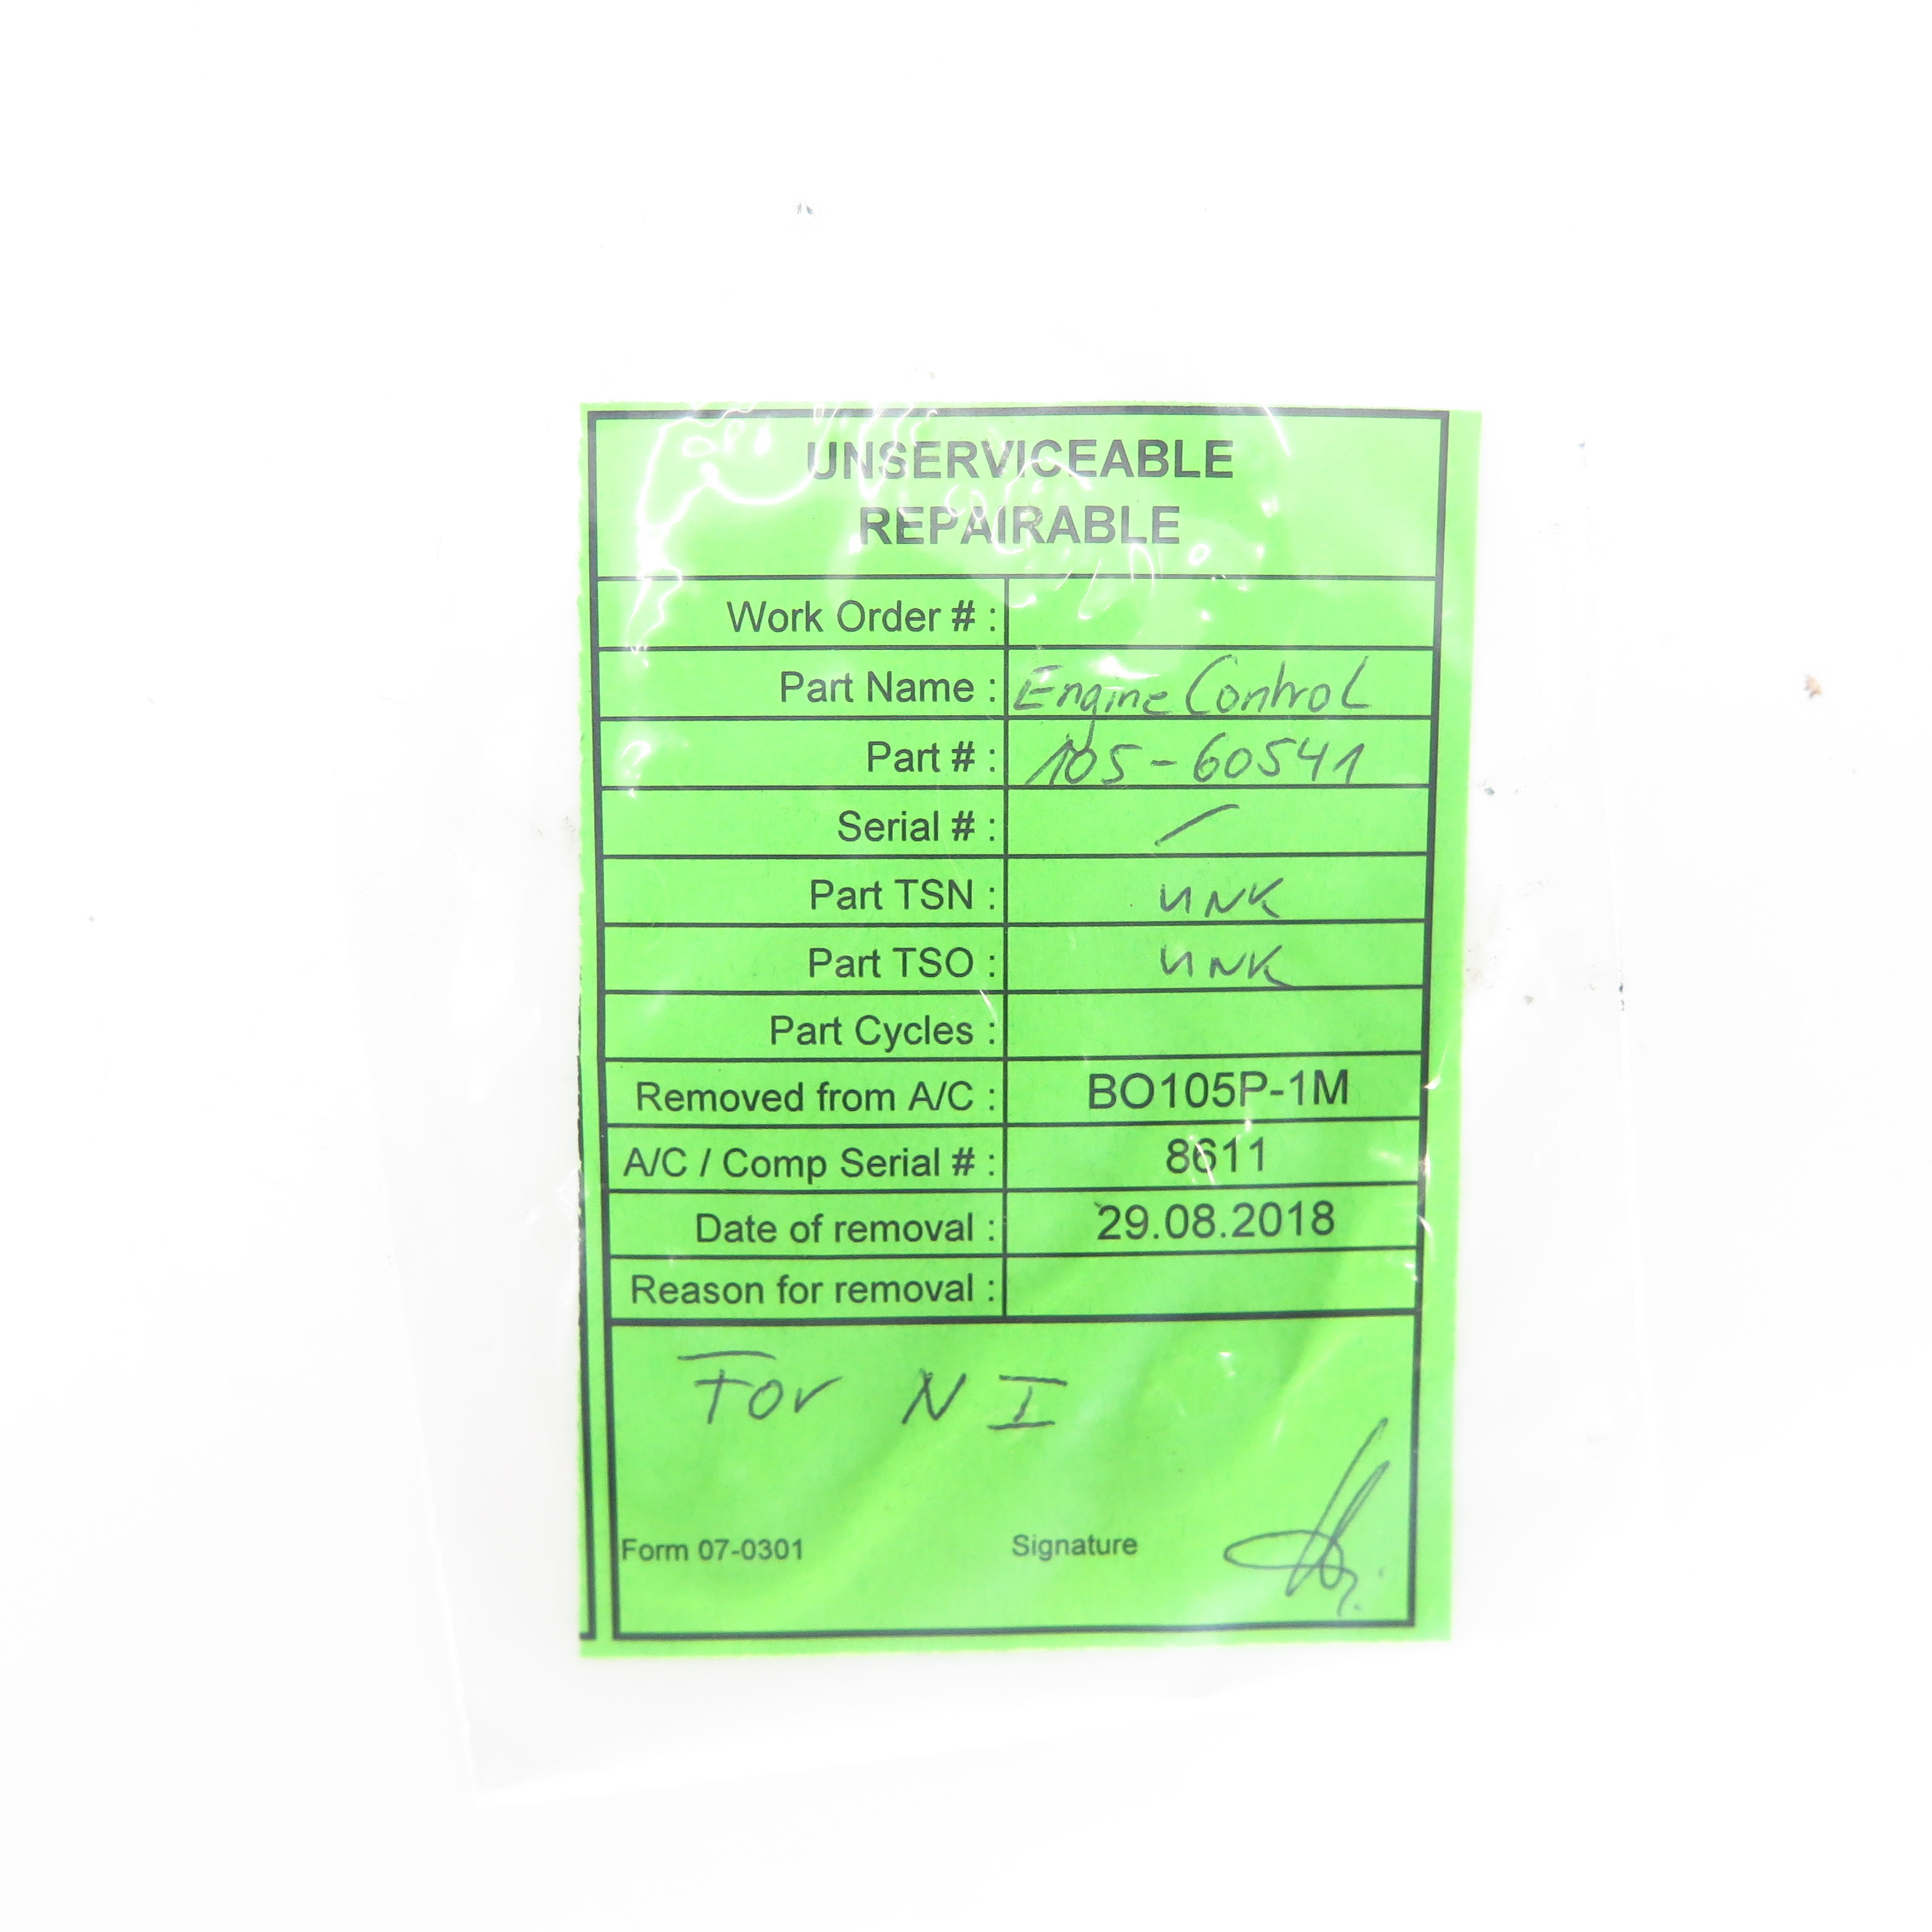 UNSERVICEABLE
REPAIRABLE
Work Order # :
Part Name : Engine Control
Part # : 105-60541
Serial # : /
Part TSN : UNK
Part TSO : UNK
Part Cycles :
Removed from A/C : BO105P-1M
A/C / Comp Serial # : 8611
Date of removal : 29.08.2018
Reason for removal :
For N I
Form 07-0301 Signature